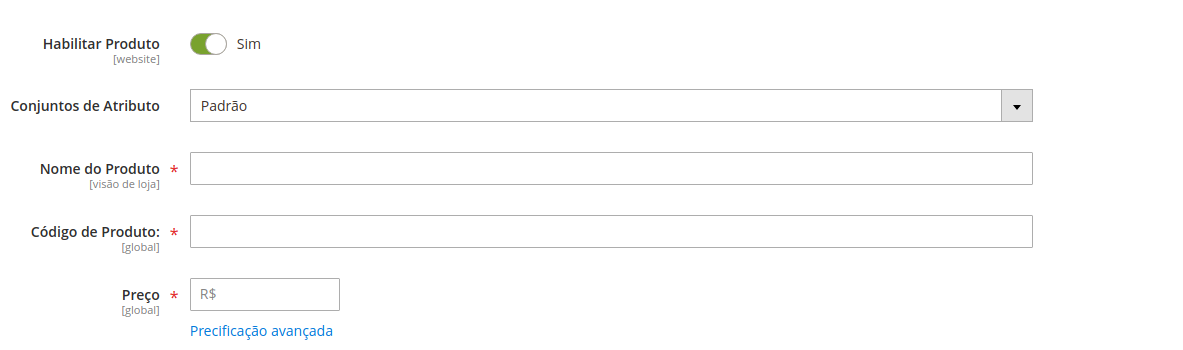 Habilitar Produto Sim
[website]
Conjuntos de Atributo Padrão
Nome do Produto *
[visão de loja]
Código de Produto: *
[global]
Preço * R$
[global]
Precificação avançada